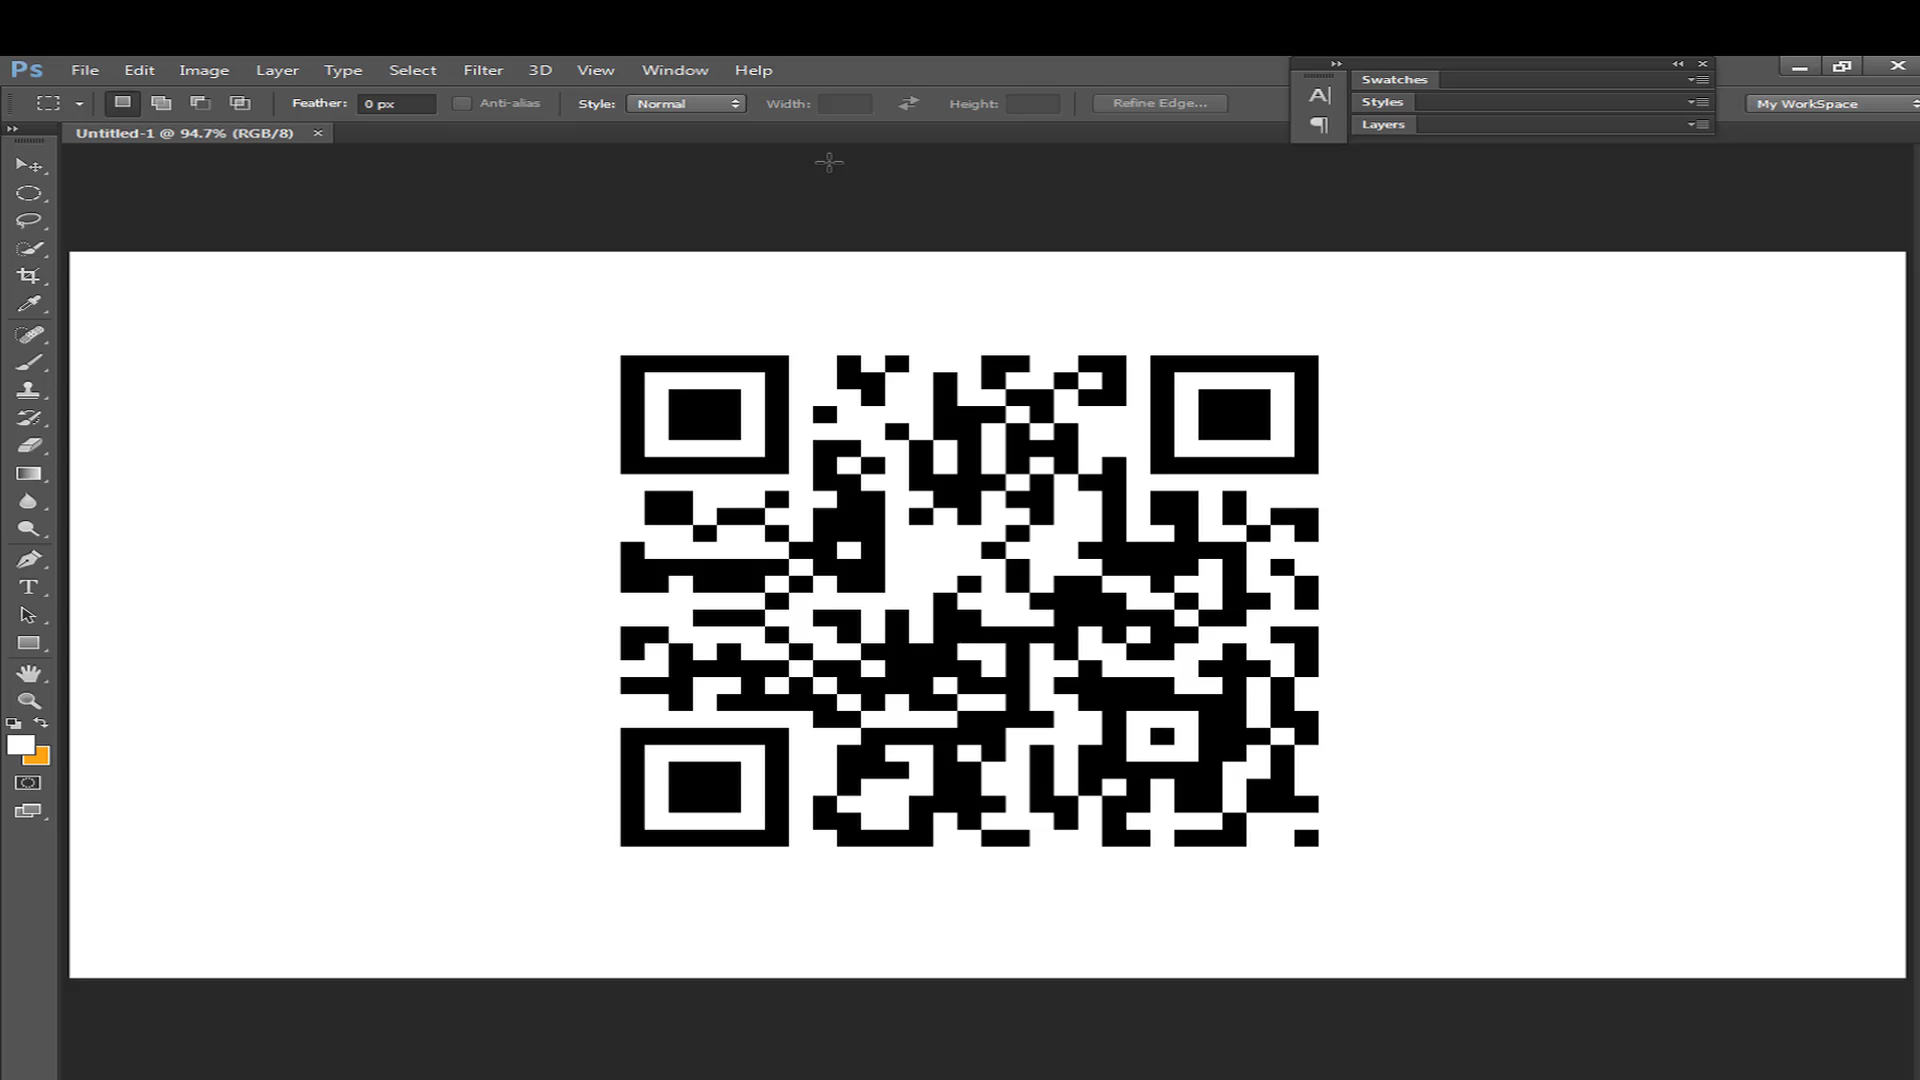 Ps File Edit Image Layer Type Select Filter 3D View Window Help
Swatches
Feather: 0 px Anti-alias Style: Normal Width: Height: Refine Edge... A| Styles My WorkSpace
¶ Layers
Untitled-1 @ 94.7% (RGB/8) ×
T